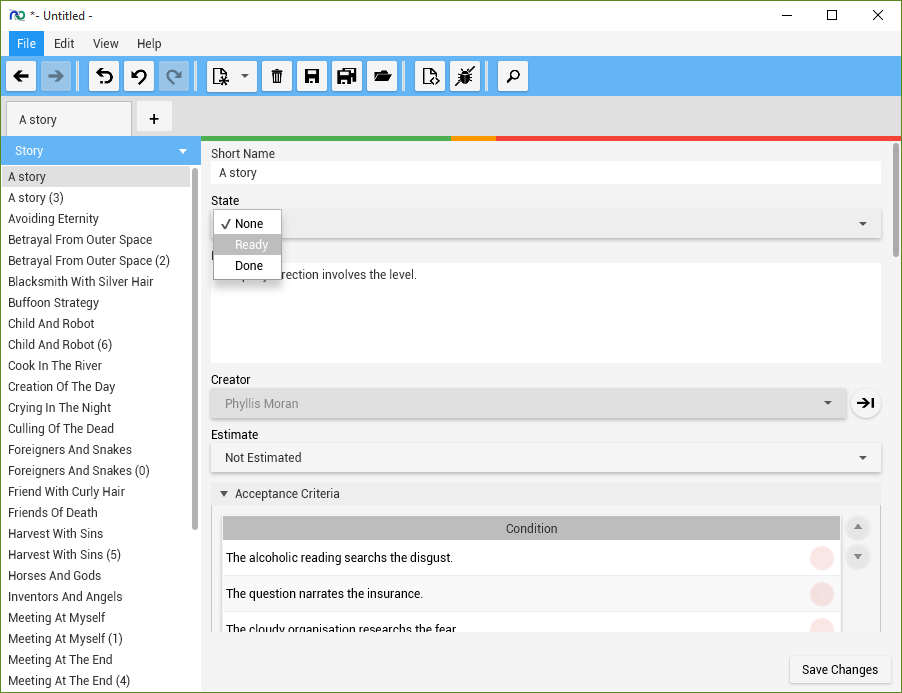 *- Untitled -
File Edit View Help
A story +
Story
A story
A story (3)
Avoiding Eternity
Betrayal From Outer Space
Betrayal From Outer Space (2)
Blacksmith With Silver Hair
Buffoon Strategy
Child And Robot
Child And Robot (6)
Cook In The River
Creation Of The Day
Crying In The Night
Culling Of The Dead
Foreigners And Snakes
Foreigners And Snakes (0)
Friend With Curly Hair
Friends Of Death
Harvest With Sins
Harvest With Sins (5)
Horses And Gods
Inventors And Angels
Meeting At Myself
Meeting At Myself (1)
Meeting At The End
Meeting At The End (4)
Short Name
A story
State
✓ None
Ready
Done
involves the level.
Creator
Phyllis Moran
Estimate
Not Estimated
Acceptance Criteria
Condition
The alcoholic reading searchs the disgust.
The question narrates the insurance.
The cloudy organisation researchs the fear
Save Changes